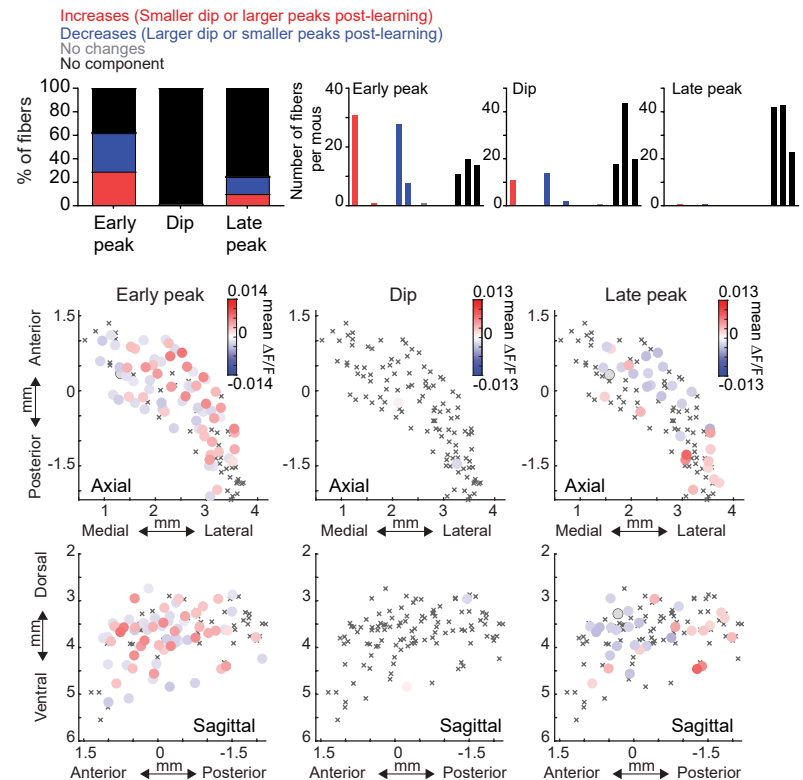 Increases (Smaller dip or larger peaks post-learning)
Decreases (Larger dip or smaller peaks post-learning)
No changes
No component
% of fibers
100
80
60
40
20
0
Early peak
Dip
Late peak
Number of fibers per mous
Early peak
40
20
0
Dip
40
20
0
Late peak
40
20
0
Early peak
0.014
0
-0.014
mean ΔF/F
Dip
0.013
0
-0.013
mean ΔF/F
Late peak
0.013
0
-0.013
mean ΔF/F
Anterior
mm
Posterior
1.5
0
-1.5
Axial
1 2 3 4
Medial mm Lateral
1.5
0
-1.5
Axial
1 2 3 4
Medial mm Lateral
1.5
0
-1.5
Axial
1 2 3 4
Medial mm Lateral
Dorsal
mm
Ventral
2
3
4
5
6
Sagittal
1.5 0 -1.5
Anterior mm Posterior
2
3
4
5
6
Sagittal
1.5 0 -1.5
Anterior mm Posterior
2
3
4
5
6
Sagittal
1.5 0 -1.5
Anterior mm Posterior